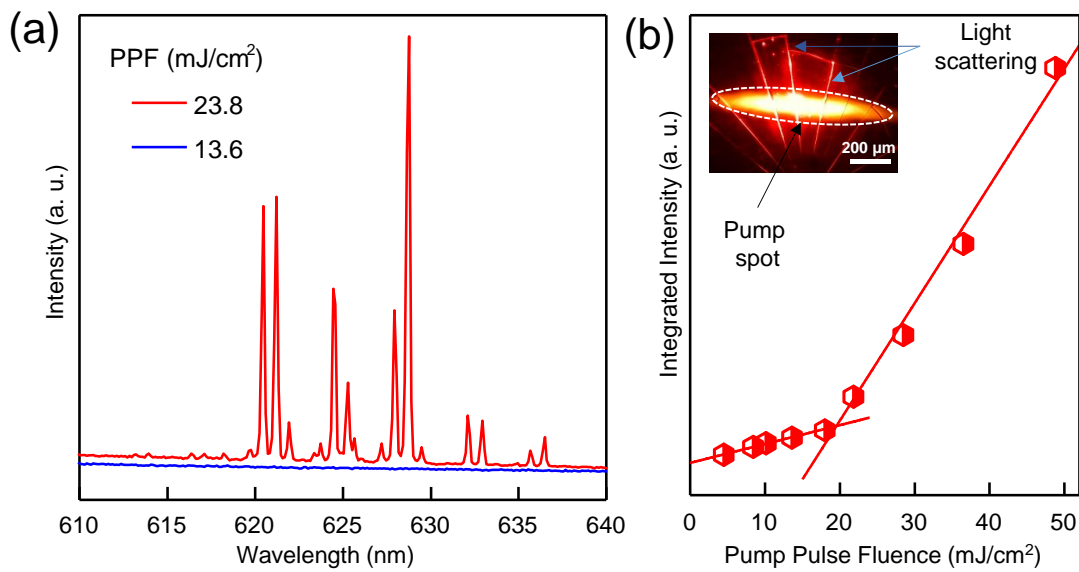 (a)
PPF (mJ/cm²)
23.8
13.6
Intensity (a. u.)
610 615 620 625 630 635 640
Wavelength (nm)
(b)
Light
scattering
200 µm
Pump
spot
Integrated Intensity (a. u.)
0 10 20 30 40 50
Pump Pulse Fluence (mJ/cm²)